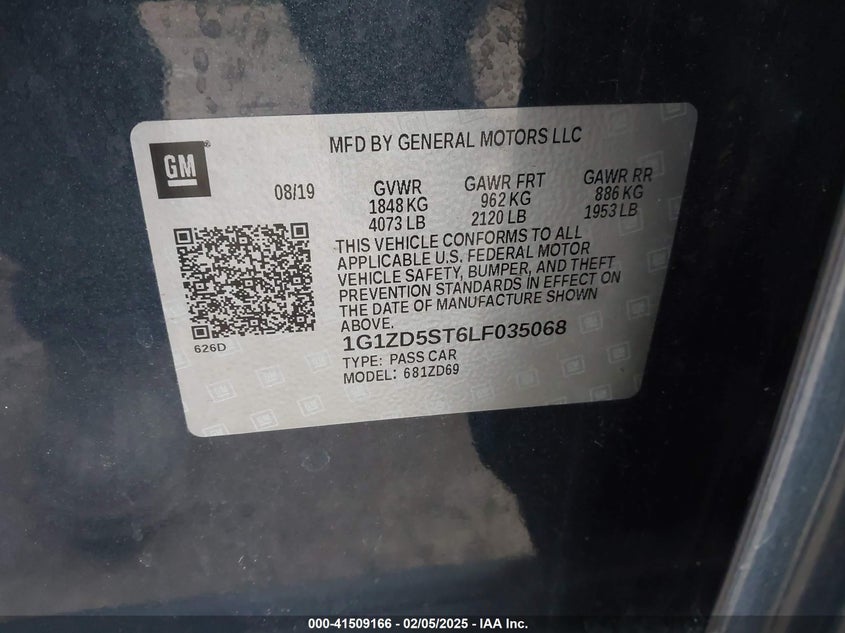 MFD BY GENERAL MOTORS LLC
GM®
08/19
GVWR GAWR FRT GAWR RR
1848 KG 962 KG 886 KG
4073 LB 2120 LB 1953 LB
THIS VEHICLE CONFORMS TO ALL
APPLICABLE U.S. FEDERAL MOTOR
VEHICLE SAFETY, BUMPER, AND THEFT
PREVENTION STANDARDS IN EFFECT ON
THE DATE OF MANUFACTURE SHOWN
ABOVE.
626D
1G1ZD5ST6LF035068
TYPE: PASS CAR
MODEL: 681ZD69
000-41509166 - 02/05/2025 - IAA Inc.